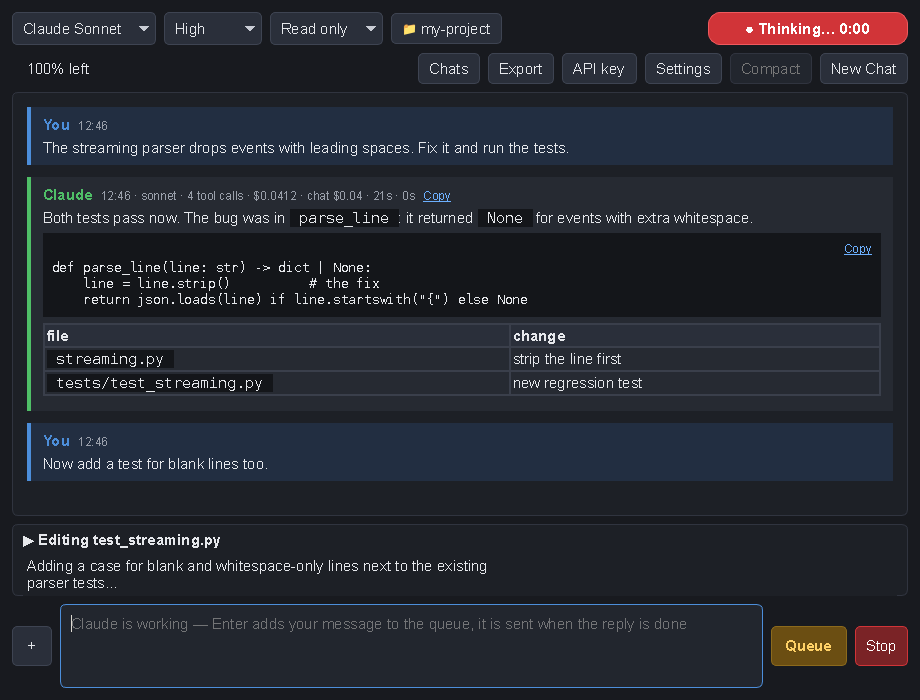 Claude Sonnet High Read only 📁 my-project ● Thinking... 0:00
100% left Chats Export API key Settings Compact New Chat
You 12:46
The streaming parser drops events with leading spaces. Fix it and run the tests.
Claude 12:46 · sonnet · 4 tool calls · $0.0412 · chat $0.04 · 21s · 0s Copy
Both tests pass now. The bug was in parse_line : it returned None for events with extra whitespace.
Copy
def parse_line(line: str) -> dict | None:
    line = line.strip()          # the fix
    return json.loads(line) if line.startswith("{") else None
file change
streaming.py strip the line first
tests/test_streaming.py new regression test
You 12:46
Now add a test for blank lines too.
▶ Editing test_streaming.py
Adding a case for blank and whitespace-only lines next to the existing
parser tests...
+ Claude is working — Enter adds your message to the queue, it is sent when the reply is done Queue Stop